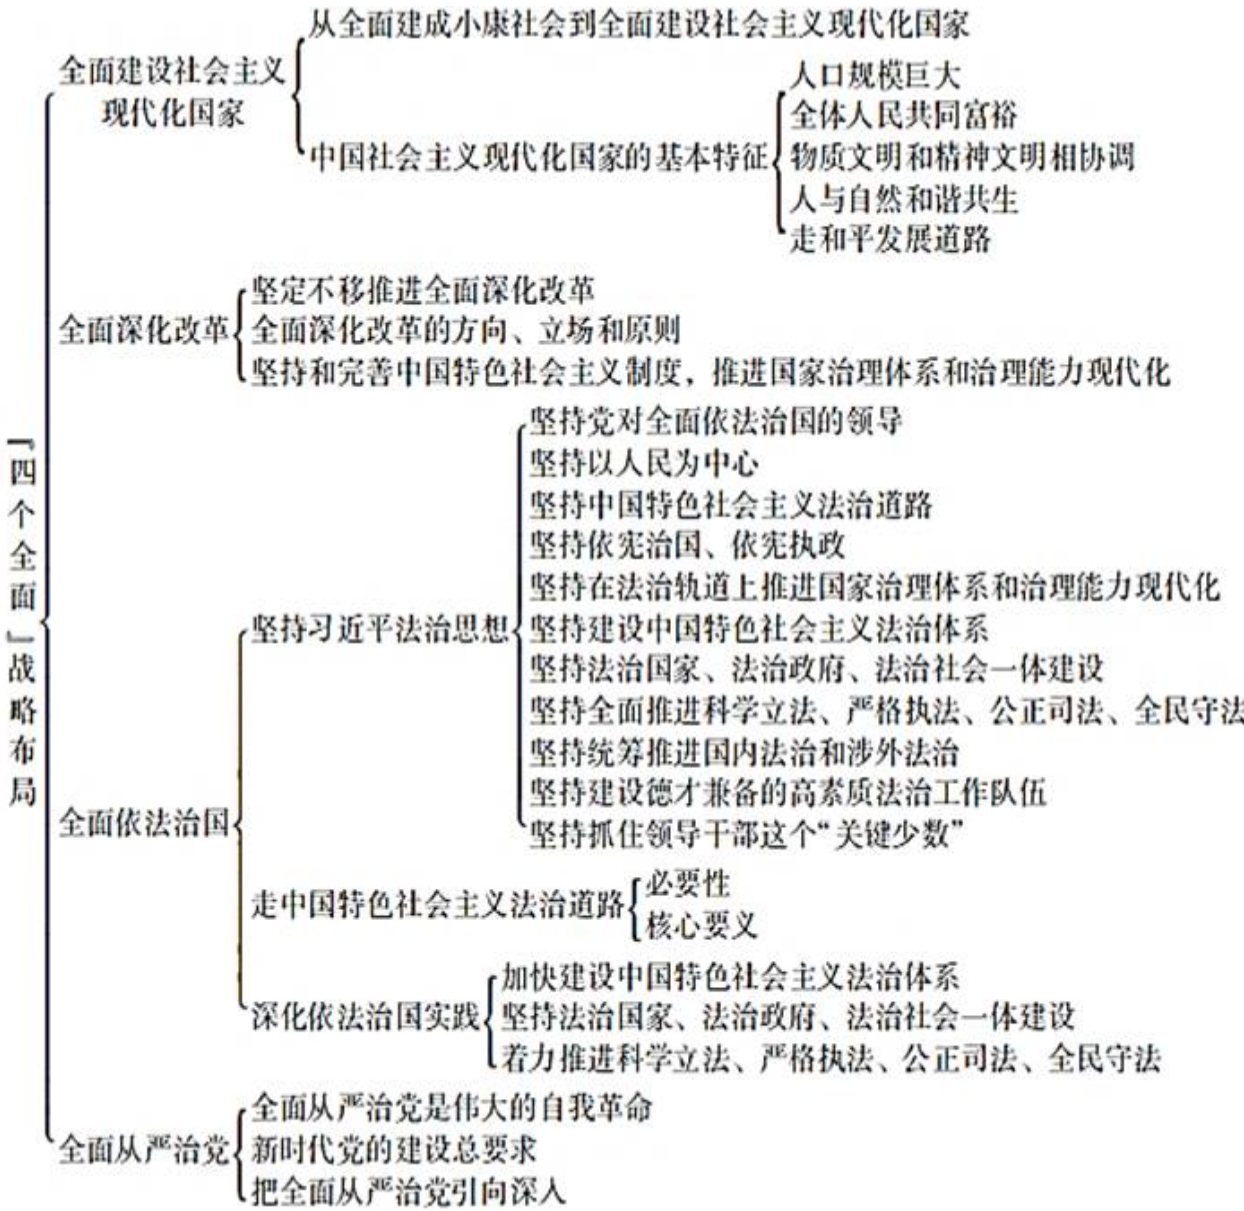 『四个全面』战略布局
全面建设社会主义
现代化国家
从全面建成小康社会到全面建设社会主义现代化国家
中国社会主义现代化国家的基本特征
人口规模巨大
全体人民共同富裕
物质文明和精神文明相协调
人与自然和谐共生
走和平发展道路
全面深化改革
坚定不移推进全面深化改革
全面深化改革的方向、立场和原则
坚持和完善中国特色社会主义制度，推进国家治理体系和治理能力现代化
全面依法治国
坚持习近平法治思想
坚持党对全面依法治国的领导
坚持以人民为中心
坚持中国特色社会主义法治道路
坚持依宪治国、依宪执政
坚持在法治轨道上推进国家治理体系和治理能力现代化
坚持建设中国特色社会主义法治体系
坚持法治国家、法治政府、法治社会一体建设
坚持全面推进科学立法、严格执法、公正司法、全民守法
坚持统筹推进国内法治和涉外法治
坚持建设德才兼备的高素质法治工作队伍
坚持抓住领导干部这个“关键少数”
走中国特色社会主义法治道路
必要性
核心要义
深化依法治国实践
加快建设中国特色社会主义法治体系
坚持法治国家、法治政府、法治社会一体建设
着力推进科学立法、严格执法、公正司法、全民守法
全面从严治党
全面从严治党是伟大的自我革命
新时代党的建设总要求
把全面从严治党引向深入